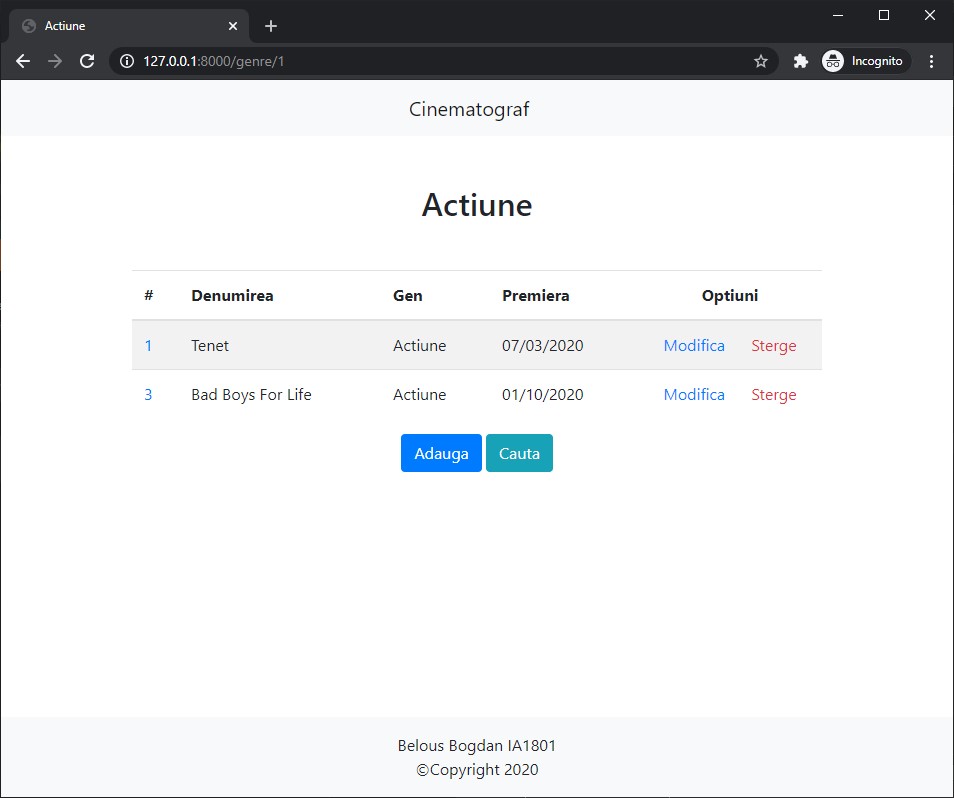 Actiune
127.0.0.1:8000/genre/1
Incognito
Cinematograf
Actiune
# Denumirea Gen Premiera Optiuni
1 Tenet Actiune 07/03/2020 Modifica Sterge
3 Bad Boys For Life Actiune 01/10/2020 Modifica Sterge
Adauga Cauta
Belous Bogdan IA1801
©Copyright 2020